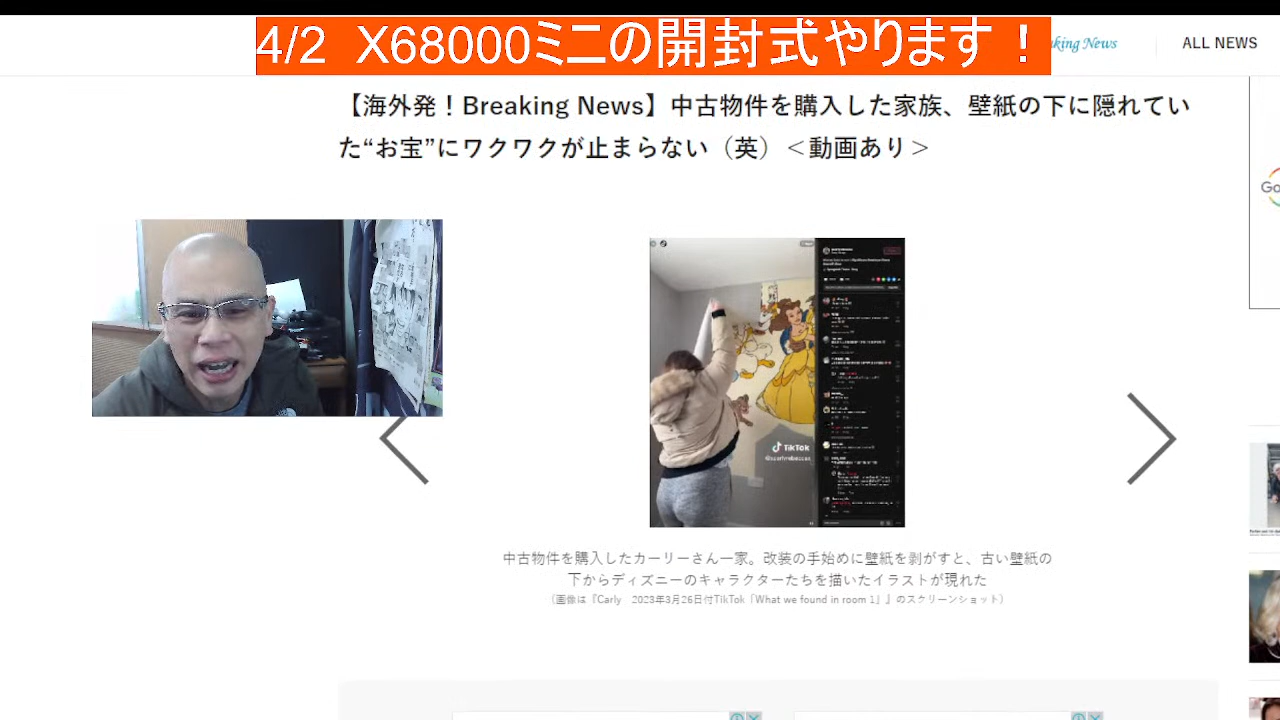 4/2 X68000ミニの開封式やります！
king News
ALL NEWS
【海外発！Breaking News】中古物件を購入した家族、壁紙の下に隠れてい
た“お宝”にワクワクが止まらない（英）＜動画あり＞
Go
TikTok
中古物件を購入したカーリーさん一家。改装の手始めに壁紙を剥がすと、古い壁紙の
下からディズニーのキャラクターたちを描いたイラストが現れた
（画像は『Carly 2023年3月26日付TikTok「What we found in room 1」』のスクリーンショット）